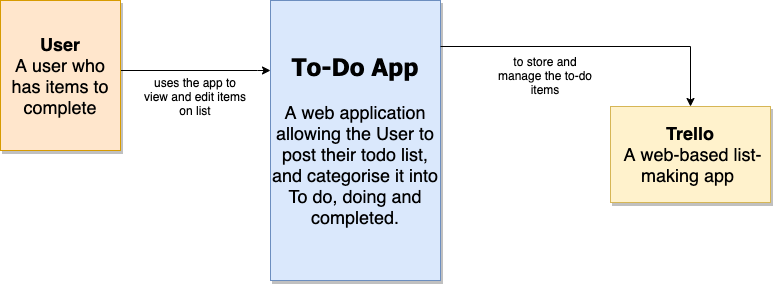 User
A user who
has items to
complete
uses the app to
view and edit items
on list
To-Do App
A web application
allowing the User to
post their todo list,
and categorise it into
To do, doing and
completed.
to store and
manage the to-do
items
Trello
A web-based list-
making app